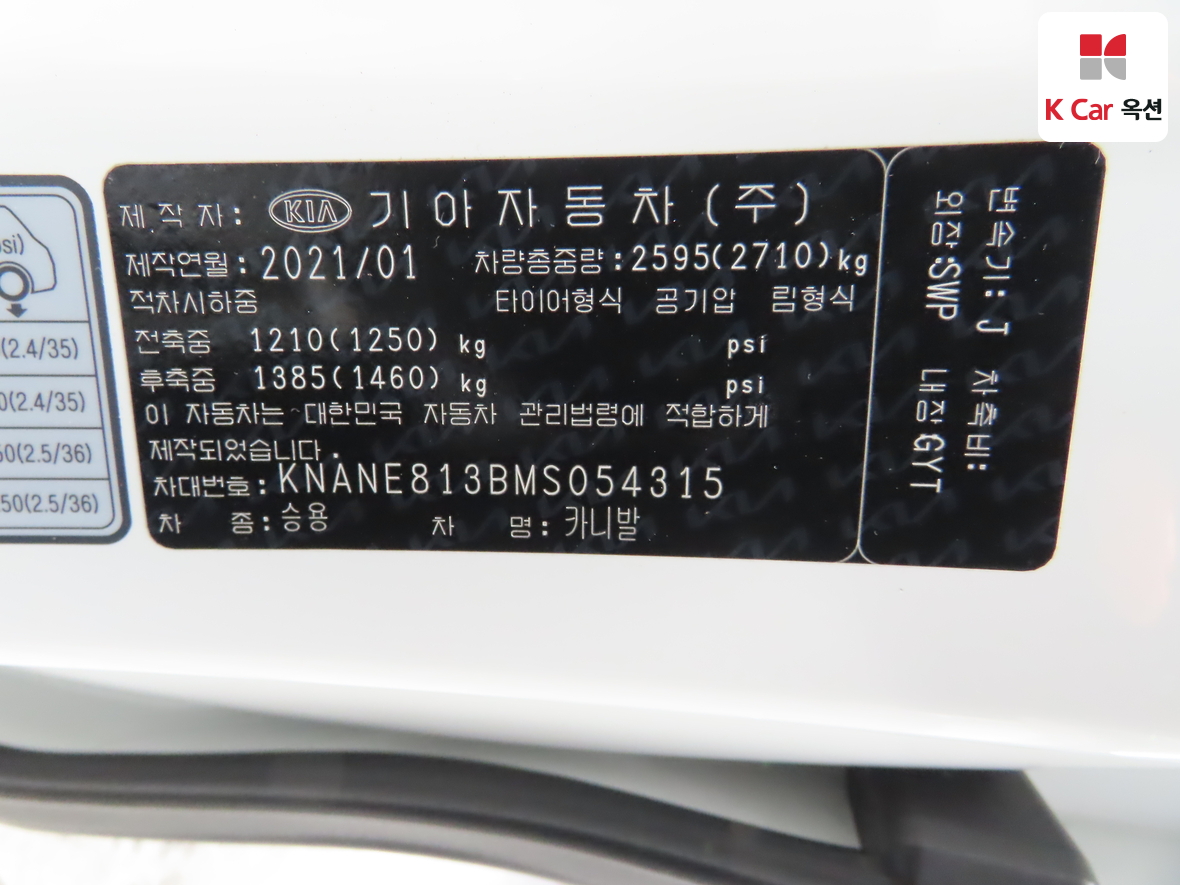 K Car 옥션
제 작 자 : KIA 기아자동차(주)
제작연월 : 2021/01 차량총중량 : 2595(2710)kg
적차시하중 타이어형식 공기압 림형식
전축중 1210(1250) kg psi
후축중 1385(1460) kg psi
이 자동차는 대한민국 자동차 관리법령에 적합하게
제작되었습니다.
차대번호 : KNANE813BMS054315
차 종 : 승용 차 명 : 카니발
변속기 : J 차축비:
외장:SWP 내장GYT
psi)
(2.4/35)
0(2.4/35)
50(2.5/36)
50(2.5/36)